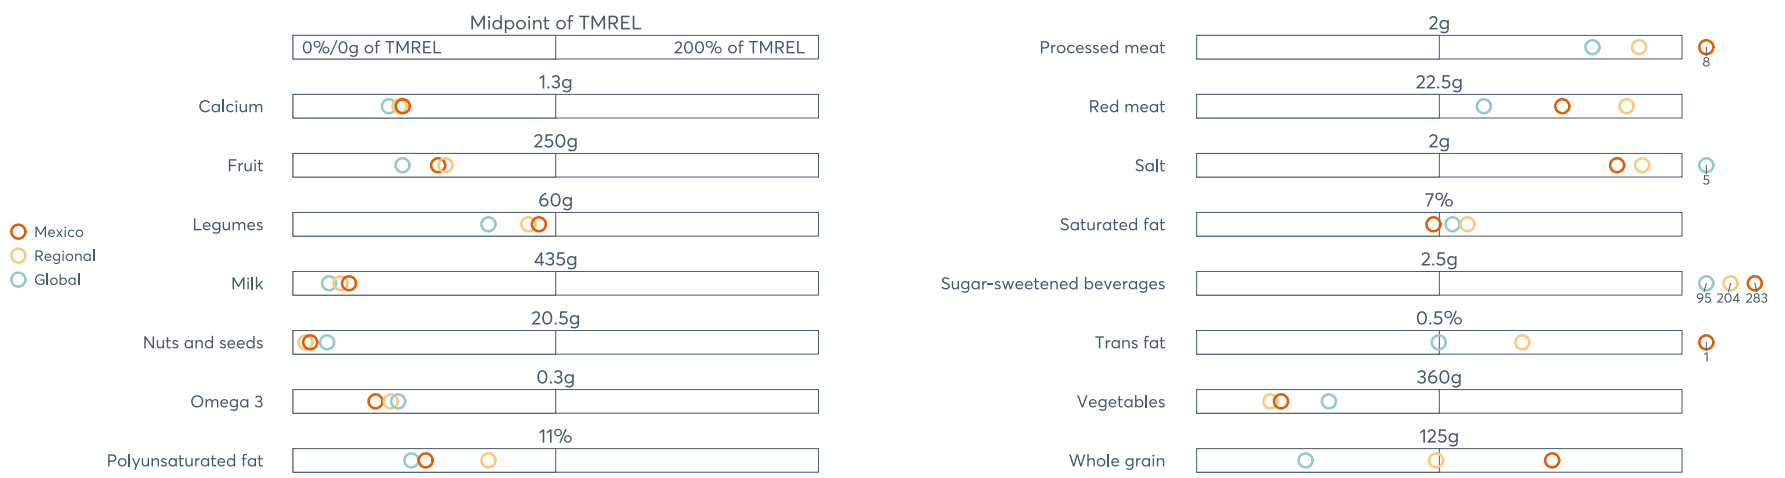 Midpoint of TMREL
0%/0g of TMREL 200% of TMREL
1.3g
Calcium
250g
Fruit
60g
Legumes
435g
Milk
20.5g
Nuts and seeds
0.3g
Omega 3
11%
Polyunsaturated fat
Mexico
Regional
Global
2g
Processed meat
8
22.5g
Red meat
2g
Salt
5
7%
Saturated fat
2.5g
Sugar-sweetened beverages
95 204 283
0.5%
Trans fat
1
360g
Vegetables
125g
Whole grain